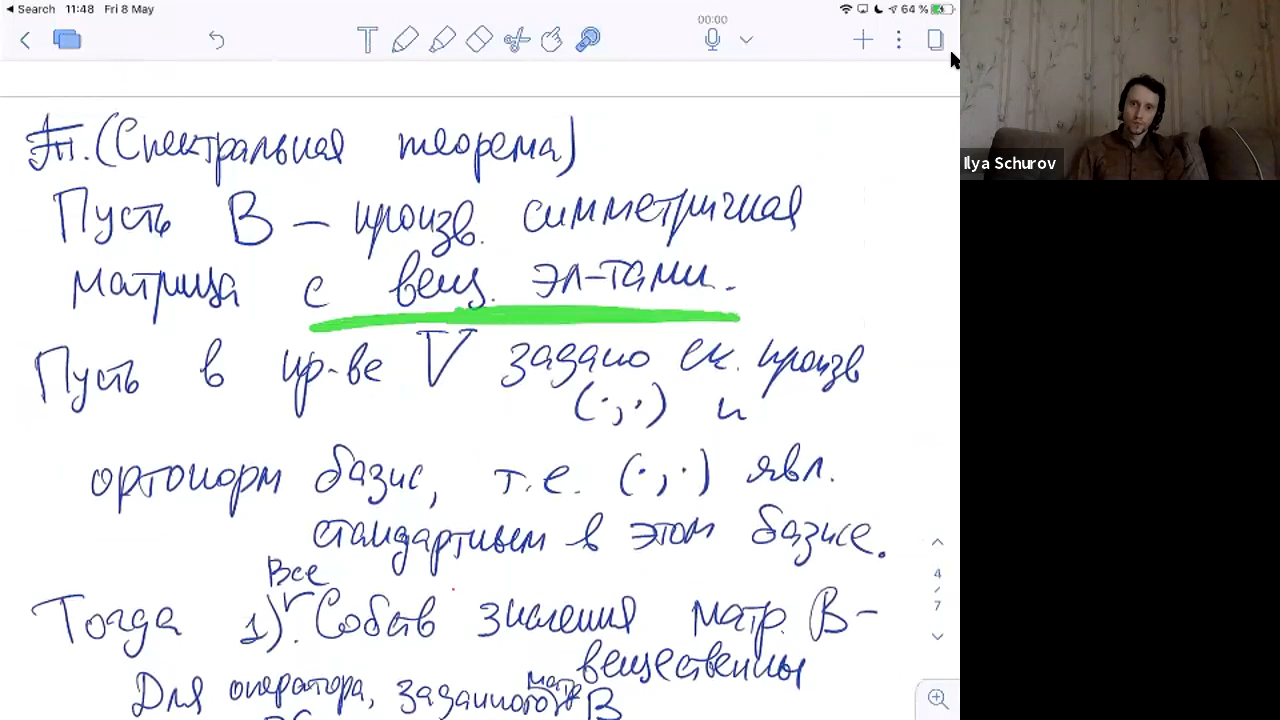 Search 11:48 Fri 8 May
64 %
00:00
Ilya Schurov
Т. (Спектральная теорема)
Пусть B – произв. симметричная
матрица с вещ. эл-тами.
Пусть в пр-ве V задано ск. произв
(·,·) и
ортонорм базис, т.е. (·,·) явл.
стандартным в этом базисе.
Все
Тогда 1). Собств значения матр. B –
вещественны
Для оператора, заданного матр B
4
/
7